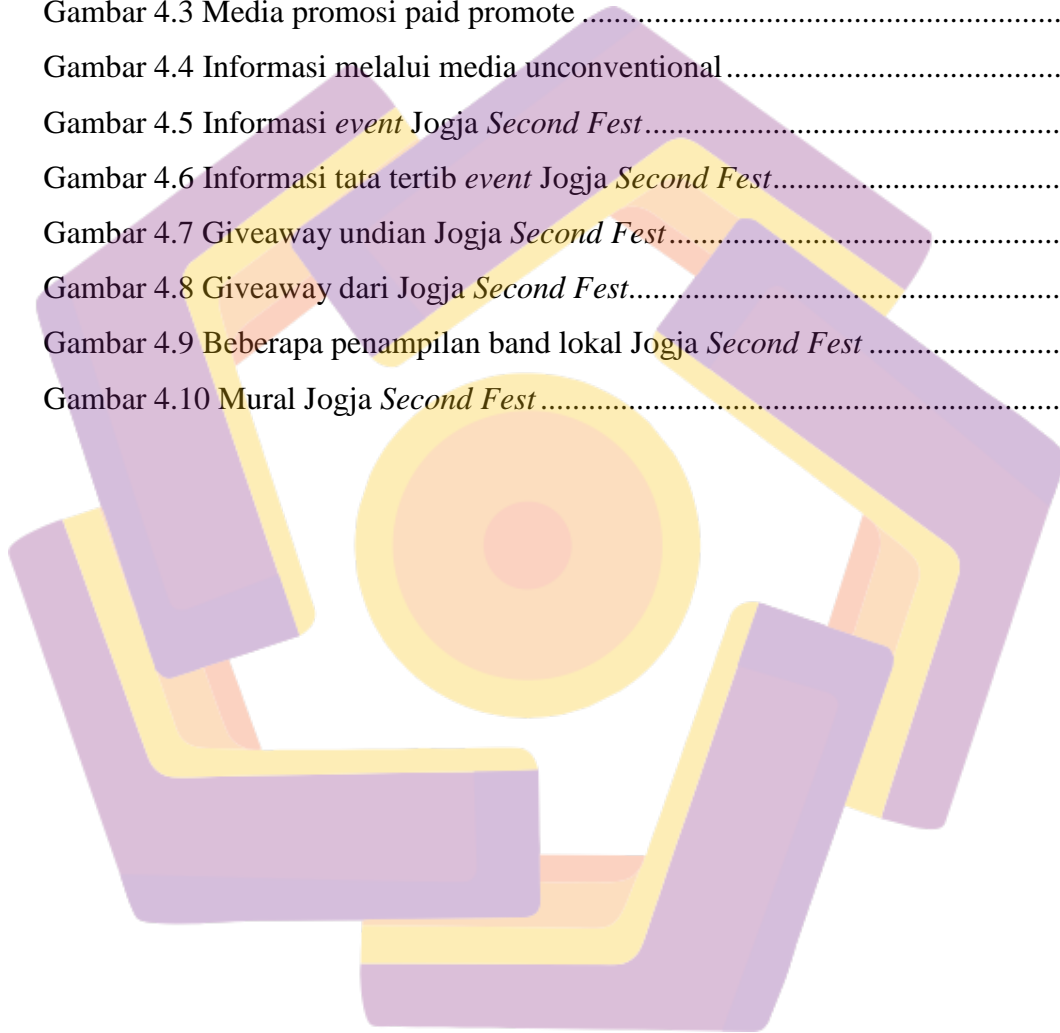 Gambar 4.3 Media promosi paid promote ..........................................................
Gambar 4.4 Informasi melalui media unconventional ........................................
Gambar 4.5 Informasi event Jogja Second Fest..................................................
Gambar 4.6 Informasi tata tertib event Jogja Second Fest..................................
Gambar 4.7 Giveaway undian Jogja Second Fest...............................................
Gambar 4.8 Giveaway dari Jogja Second Fest....................................................
Gambar 4.9 Beberapa penampilan band lokal Jogja Second Fest ......................
Gambar 4.10 Mural Jogja Second Fest ...............................................................